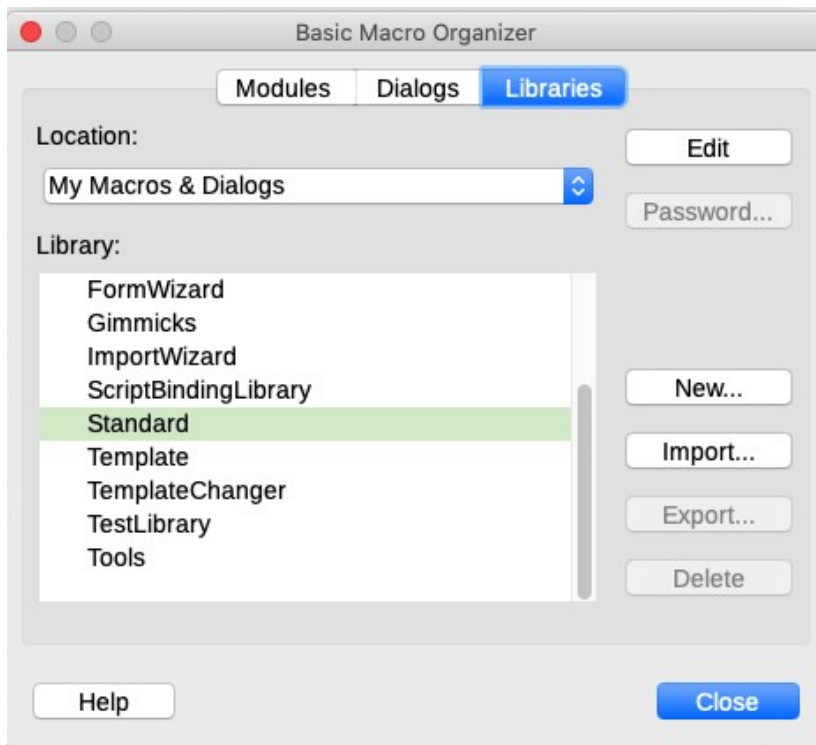 Basic Macro Organizer
Modules Dialogs Libraries
Location:
Edit
My Macros & Dialogs
Password...
Library:
FormWizard
Gimmicks
ImportWizard
ScriptBindingLibrary
New...
Standard
Template
Import...
TemplateChanger
TestLibrary
Export...
Tools
Delete
Help
Close